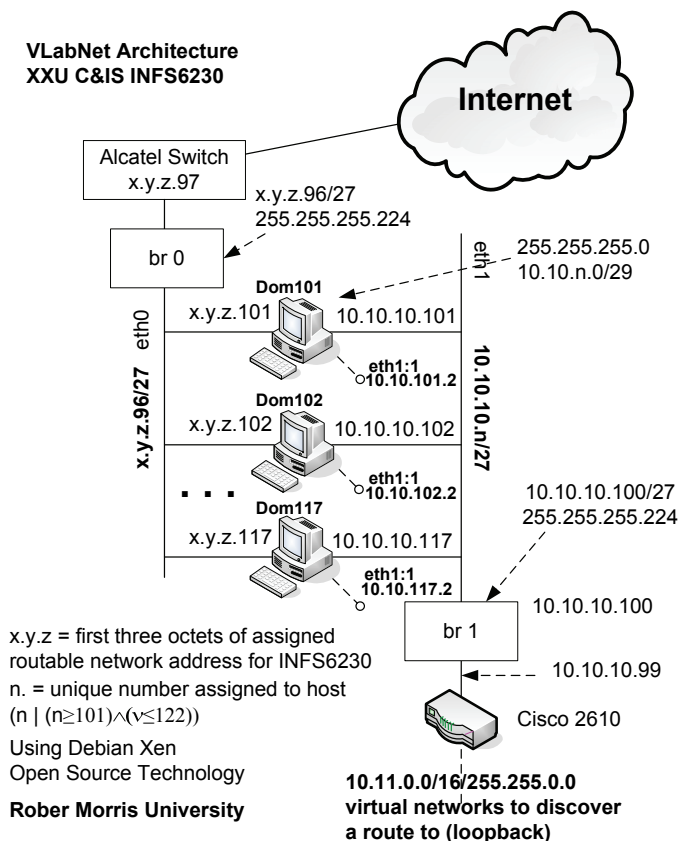 VLabNet Architecture
XXU C&IS INFS6230
Internet
Alcatel Switch
x.y.z.97
x.y.z.96/27
255.255.255.224
br 0
eth1
255.255.255.0
10.10.n.0/29
eth0
Dom101
x.y.z.101
10.10.10.101
eth1:1
10.10.101.2
x.y.z.96/27
10.10.10.n/27
Dom102
x.y.z.102
10.10.10.102
eth1:1
10.10.102.2
. . .
Dom117
x.y.z.117
10.10.10.117
eth1:1
10.10.117.2
10.10.10.100/27
255.255.255.224
10.10.10.100
br 1
10.10.10.99
Cisco 2610
x.y.z = first three octets of assigned
routable network address for INFS6230
n. = unique number assigned to host
(n | (n≥101)∧(ν≤122))
Using Debian Xen
Open Source Technology
Rober Morris University
10.11.0.0/16/255.255.0.0
virtual networks to discover
a route to (loopback)